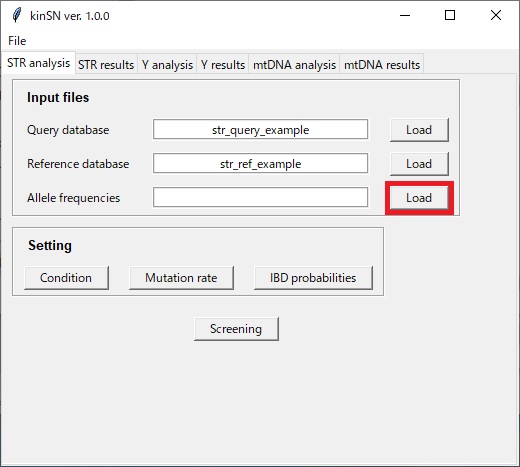 kinSN ver. 1.0.0
File
STR analysis STR results Y analysis Y results mtDNA analysis mtDNA results
Input files
Query database str_query_example Load
Reference database str_ref_example Load
Allele frequencies Load
Setting
Condition Mutation rate IBD probabilities
Screening